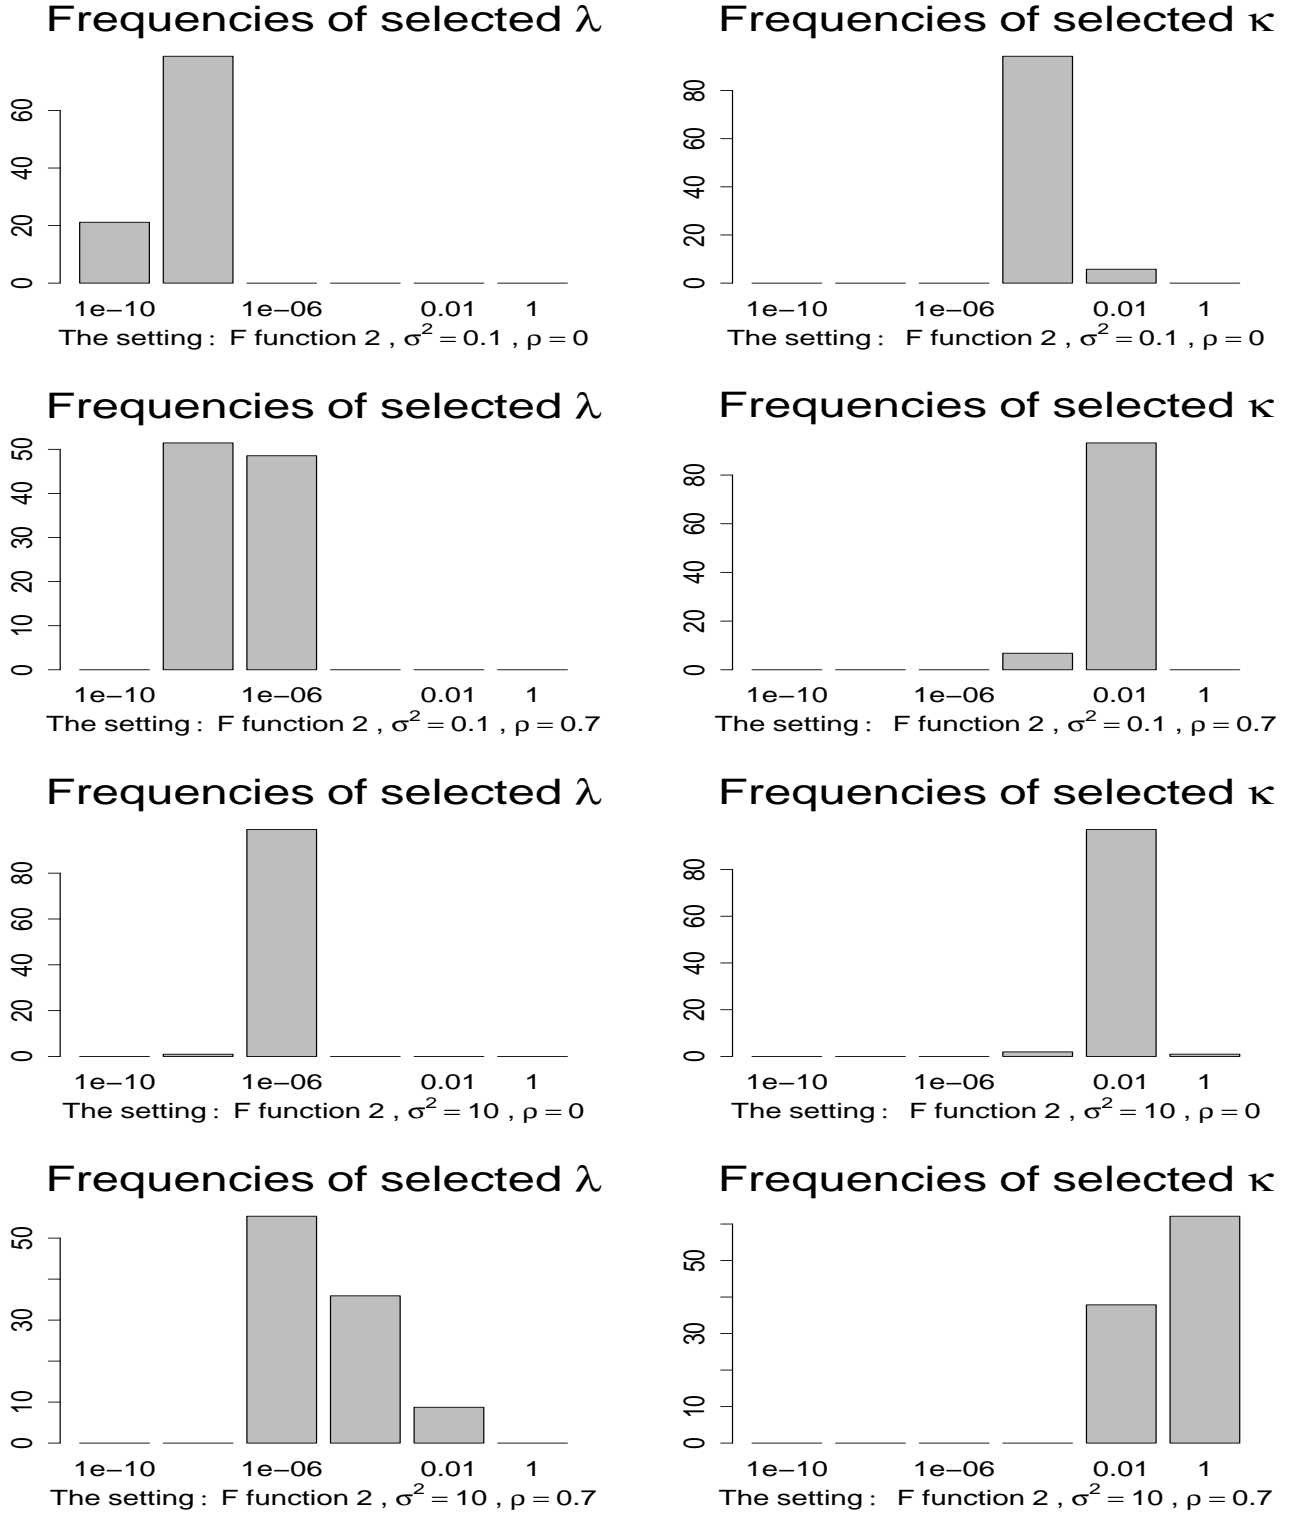 Frequencies of selected λ
Frequencies of selected κ
0 20 40 60
0 20 40 60 80
1e−10 1e−06 0.01 1
1e−10 1e−06 0.01 1
The setting : F function 2 , σ² = 0.1 , ρ = 0
The setting : F function 2 , σ² = 0.1 , ρ = 0
Frequencies of selected λ
Frequencies of selected κ
0 10 20 30 40 50
0 20 40 60 80
1e−10 1e−06 0.01 1
1e−10 1e−06 0.01 1
The setting : F function 2 , σ² = 0.1 , ρ = 0.7
The setting : F function 2 , σ² = 0.1 , ρ = 0.7
Frequencies of selected λ
Frequencies of selected κ
0 20 40 60 80
0 20 40 60 80
1e−10 1e−06 0.01 1
1e−10 1e−06 0.01 1
The setting : F function 2 , σ² = 10 , ρ = 0
The setting : F function 2 , σ² = 10 , ρ = 0
Frequencies of selected λ
Frequencies of selected κ
0 10 30 50
0 10 30 50
1e−10 1e−06 0.01 1
1e−10 1e−06 0.01 1
The setting : F function 2 , σ² = 10 , ρ = 0.7
The setting : F function 2 , σ² = 10 , ρ = 0.7